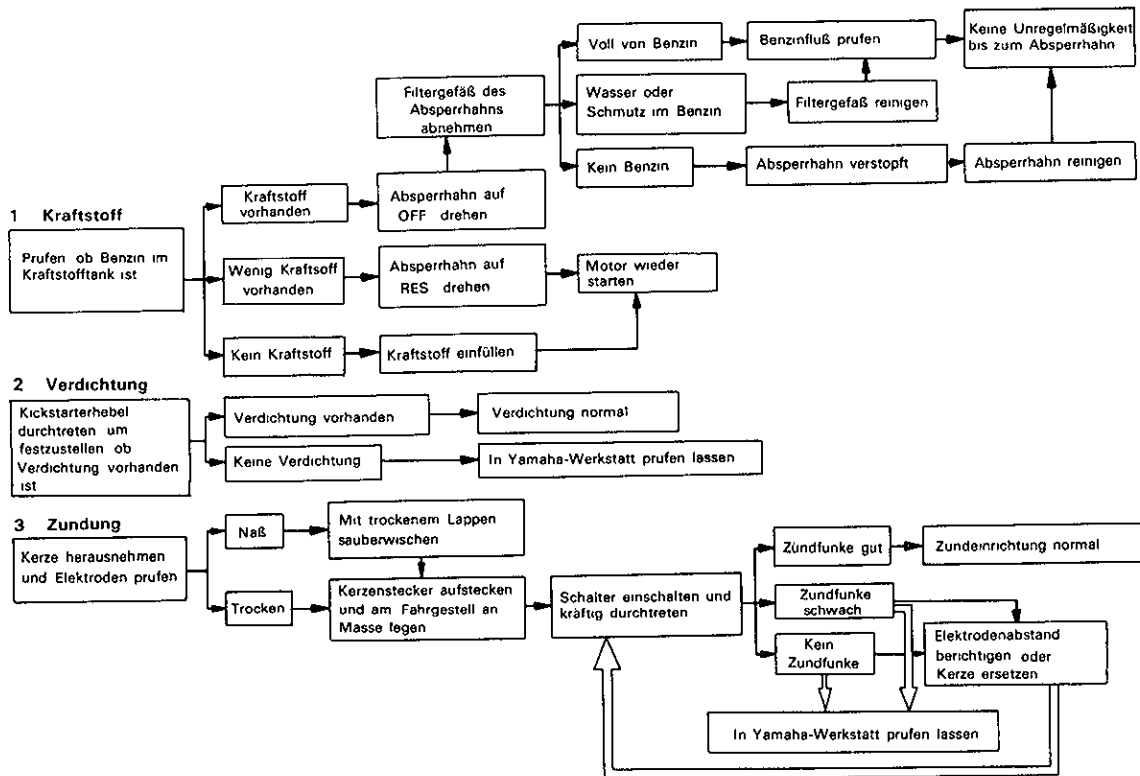 1 Kraftstoff
Prufen ob Benzin im
Kraftstofftank ist
Kraftstoff
vorhanden
Absperrhahn auf
OFF drehen
Filtergefäß des
Absperrhahns
abnehmen
Voll von Benzin
Benzinfluß prufen
Keine Unregelmäßigkeit
bis zum Absperrhahn
Wasser oder
Schmutz im Benzin
Filtergefaß reinigen
Kein Benzin
Absperrhahn verstopft
Absperrhahn reinigen
Wenig Kraftsoff
vorhanden
Absperrhahn auf
RES drehen
Motor wieder
starten
Kein Kraftstoff
Kraftstoff einfüllen
2 Verdichtung
Kickstarterhebel
durchtreten um
festzustellen ob
Verdichtung vorhanden
ist
Verdichtung vorhanden
Verdichtung normal
Keine Verdichtung
In Yamaha-Werkstatt prufen lassen
3 Zundung
Kerze herausnehmen
und Elektroden prufen
Naß
Mit trockenem Lappen
sauberwischen
Trocken
Kerzenstecker aufstecken
und am Fahrgestell an
Masse legen
Schalter einschalten und
kräftig durchtreten
Zündfunke gut
Zundeinrichtung normal
Zundfunke
schwach
Kein
Zundfunke
Elektrodenabstand
berichtigen oder
Kerze ersetzen
In Yamaha-Werkstatt prufen lassen